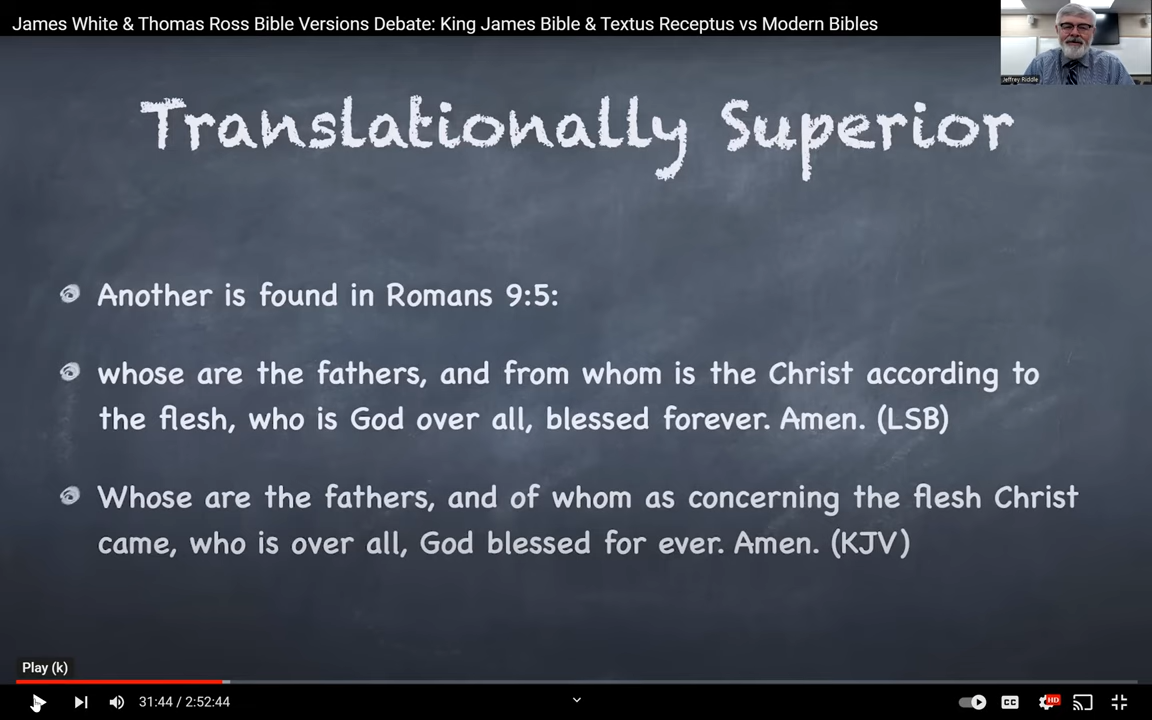 James White & Thomas Ross Bible Versions Debate: King James Bible & Textus Receptus vs Modern Bibles
Jeffrey Riddle
Translationally Superior
Another is found in Romans 9:5:
whose are the fathers, and from whom is the Christ according to
the flesh, who is God over all, blessed forever. Amen. (LSB)
Whose are the fathers, and of whom as concerning the flesh Christ
came, who is over all, God blessed for ever. Amen. (KJV)
Play (k)
31:44 / 2:52:44
CC
HD